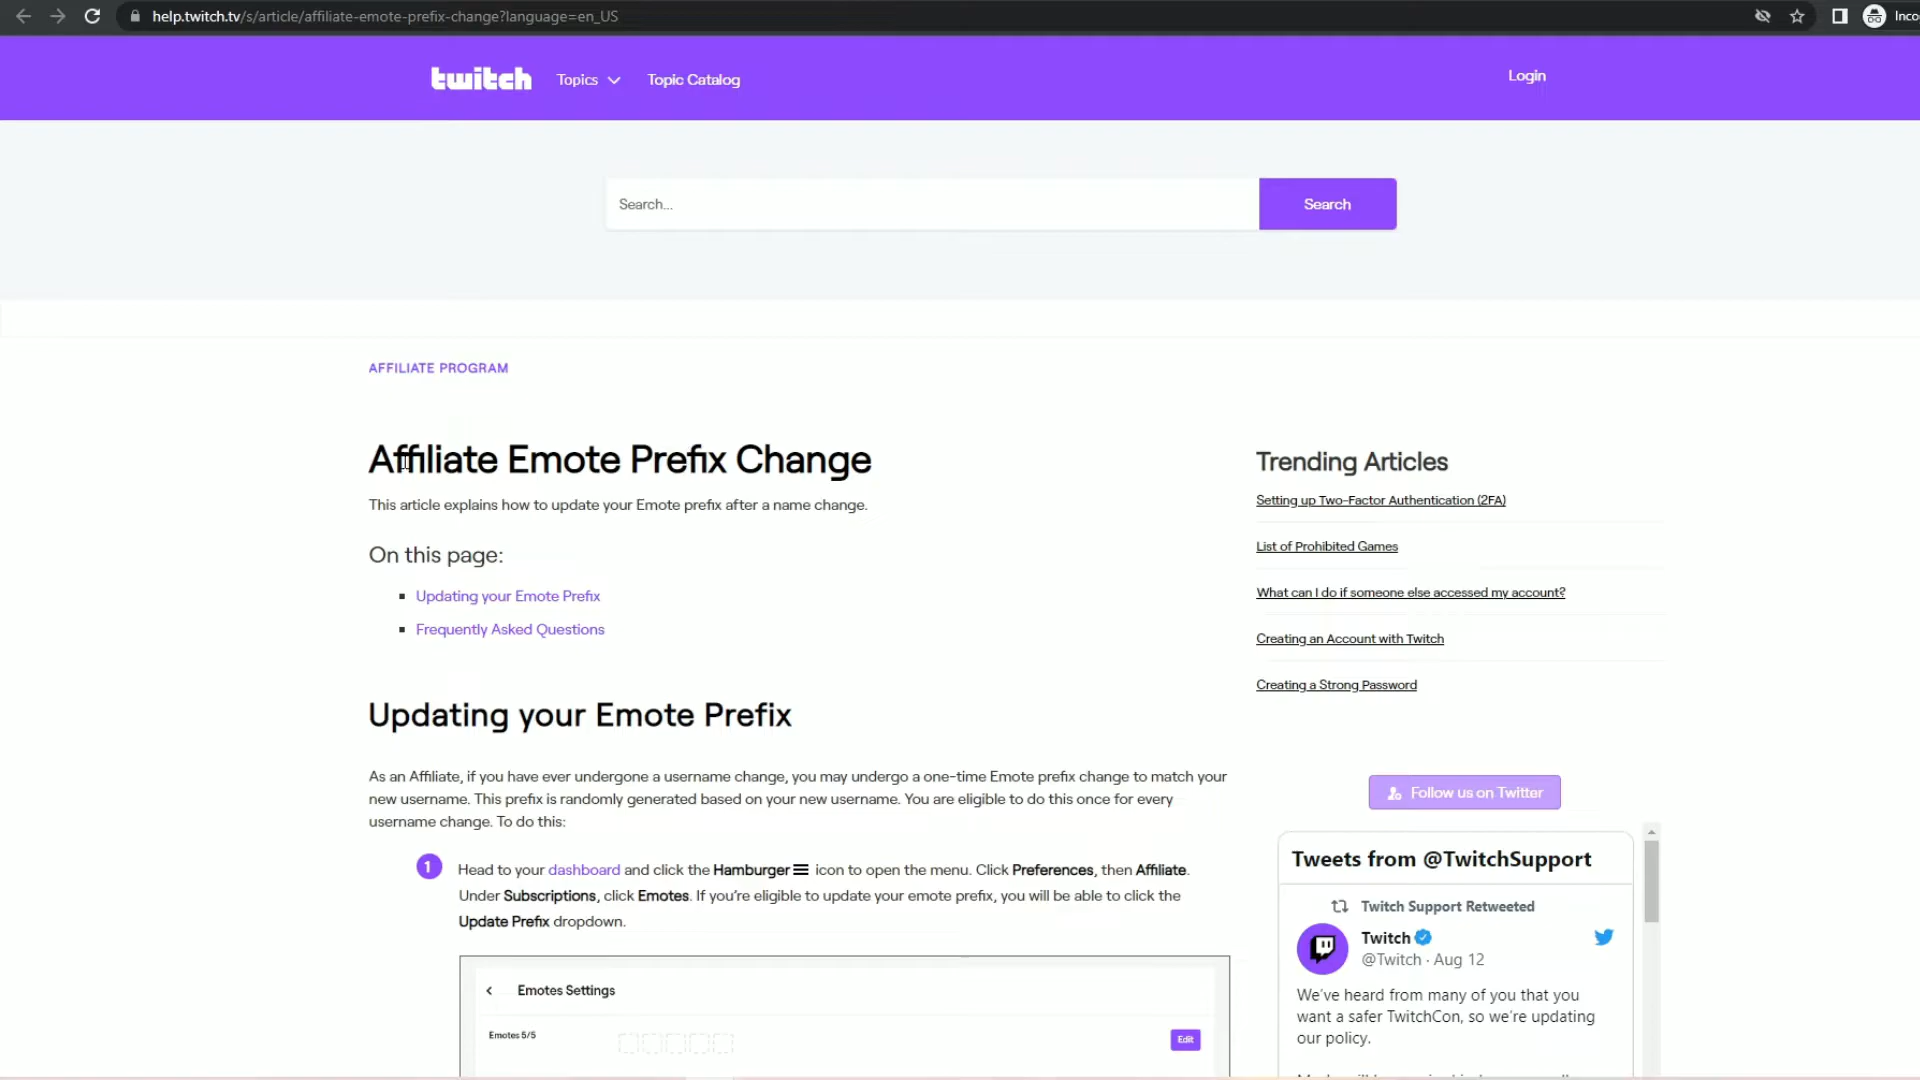 help.twitch.tv/s/article/affiliate-emote-prefix-change?language=en_US
Inco
twitch
Topics
Topic Catalog
Login
Search...
Search
AFFILIATE PROGRAM
Affiliate Emote Prefix Change
This article explains how to update your Emote prefix after a name change.
On this page:
Updating your Emote Prefix
Frequently Asked Questions
Updating your Emote Prefix
As an Affiliate, if you have ever undergone a username change, you may undergo a one-time Emote prefix change to match your
new username. This prefix is randomly generated based on your new username. You are eligible to do this once for every
username change. To do this:
1
Head to your dashboard and click the Hamburger icon to open the menu. Click Preferences, then Affiliate.
Under Subscriptions, click Emotes. If you're eligible to update your emote prefix, you will be able to click the
Update Prefix dropdown.
Emotes Settings
Emotes 5/5
Edit
Trending Articles
Setting up Two-Factor Authentication (2FA)
List of Prohibited Games
What can I do if someone else accessed my account?
Creating an Account with Twitch
Creating a Strong Password
Follow us on Twitter
Tweets from @TwitchSupport
Twitch Support Retweeted
Twitch
@Twitch · Aug 12
We've heard from many of you that you
want a safer TwitchCon, so we're updating
our policy.